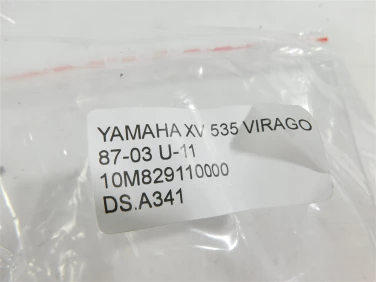 YAMAHA XV 535 VIRAGO
87-03 U-11
10M829110000
DS.A341